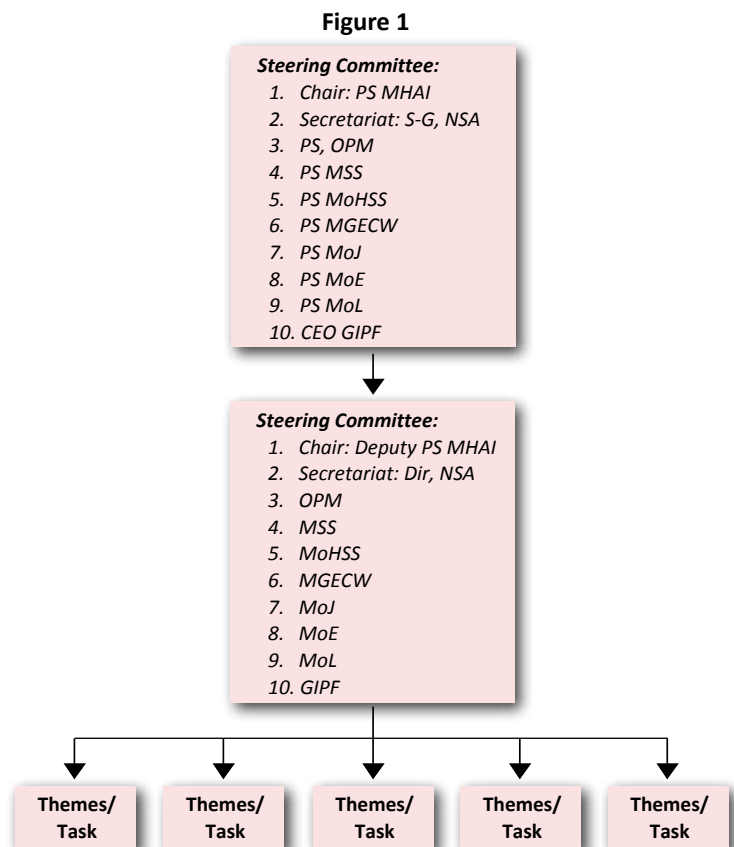 Figure 1
Steering Committee:
1. Chair: PS MHAI
2. Secretariat: S-G, NSA
3. PS, OPM
4. PS MSS
5. PS MoHSS
6. PS MGECW
7. PS MoJ
8. PS MoE
9. PS MoL
10. CEO GIPF
Steering Committee:
1. Chair: Deputy PS MHAI
2. Secretariat: Dir, NSA
3. OPM
4. MSS
5. MoHSS
6. MGECW
7. MoJ
8. MoE
9. MoL
10. GIPF
Themes/
Task
Themes/
Task
Themes/
Task
Themes/
Task
Themes/
Task